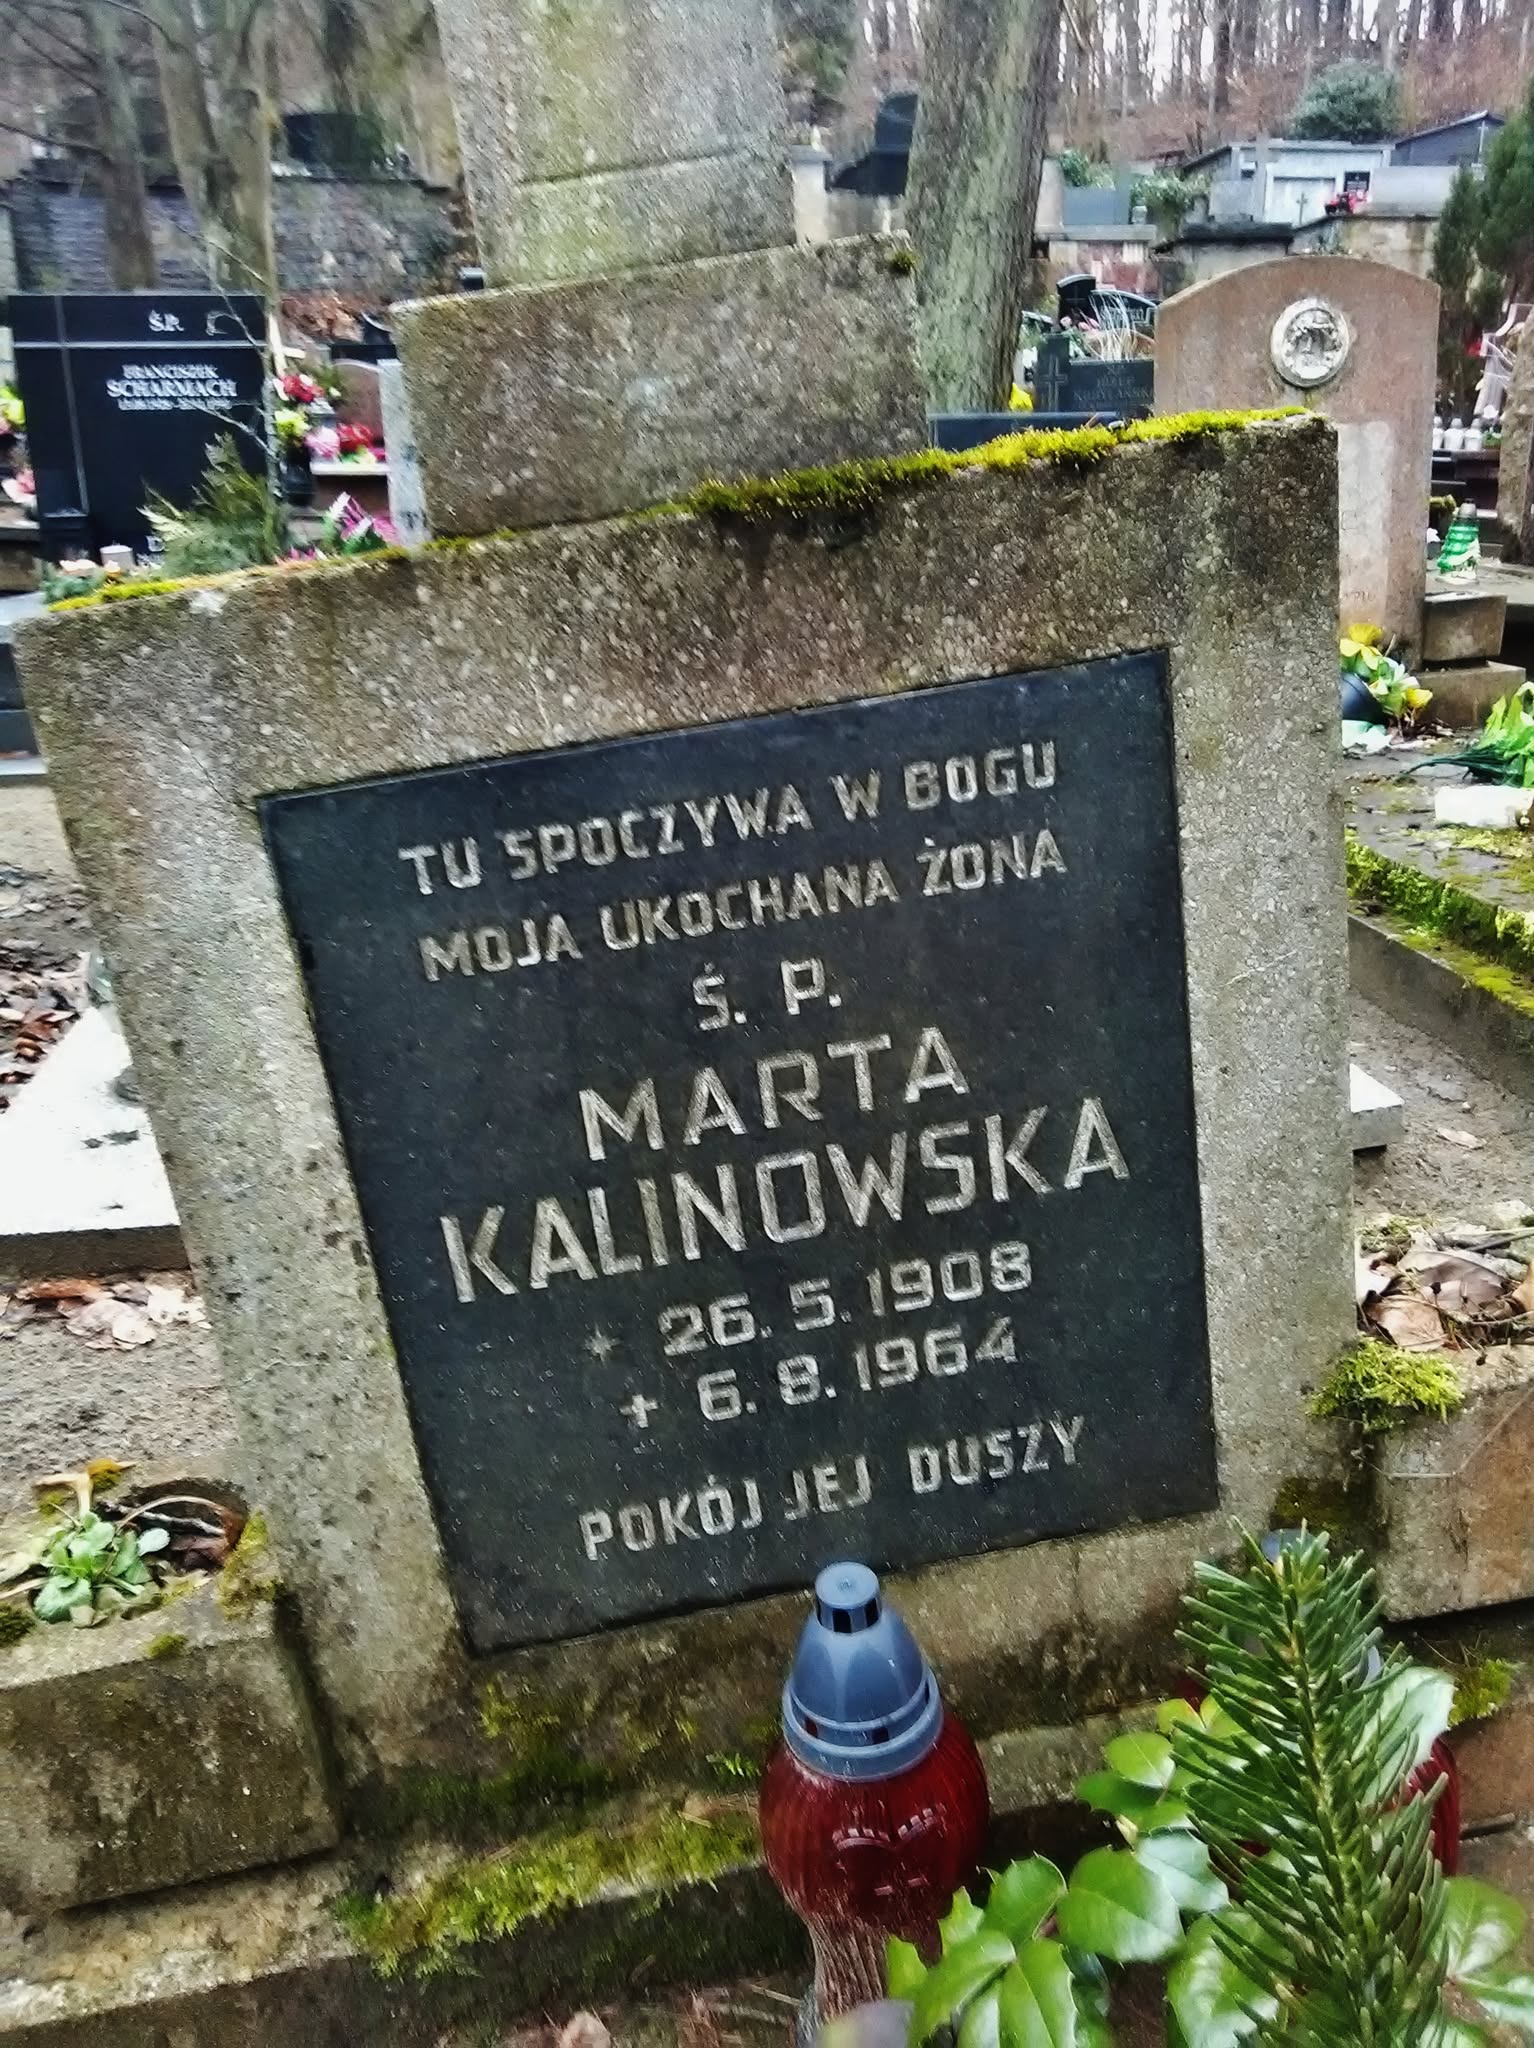 Ś.P.
FRANCISZEK
SCHARMACH
TU SPOCZYWA W BOGU
MOJA UKOCHANA ŻONA
Ś. P.
MARTA
KALINOWSKA
* 26. 5. 1908
+ 6. 8. 1964
POKÓJ JEJ DUSZY